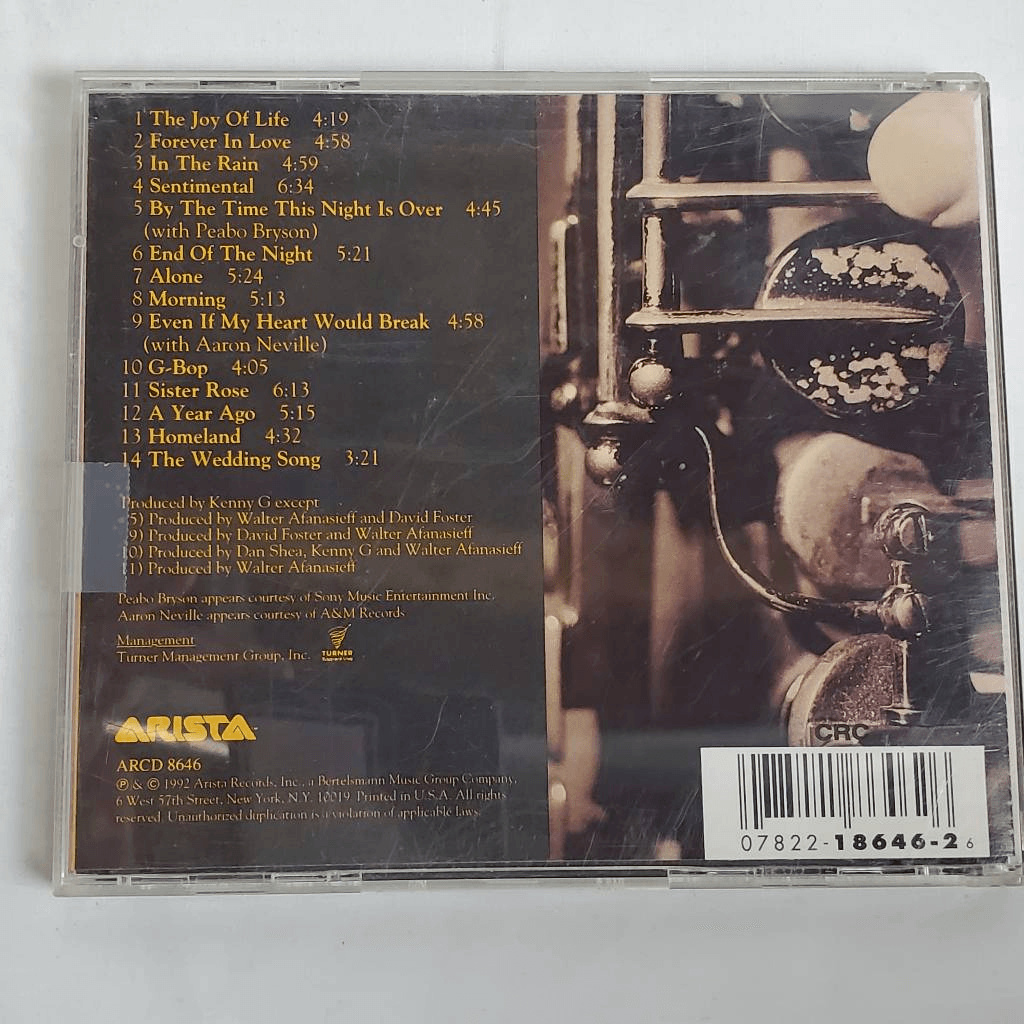 1 The Joy Of Life 4:19
2 Forever In Love 4:58
3 In The Rain 4:59
4 Sentimental 6:34
5 By The Time This Night Is Over 4:45
(with Peabo Bryson)
6 End Of The Night 5:21
7 Alone 5:24
8 Morning 5:13
9 Even If My Heart Would Break 4:58
(with Aaron Neville)
10 G-Bop 4:05
11 Sister Rose 6:13
12 A Year Ago 5:15
13 Homeland 4:32
14 The Wedding Song 3:21
Produced by Kenny G except
5) Produced by Walter Afanasieff and David Foster
9) Produced by David Foster and Walter Afanasieff
10) Produced by Dan Shea, Kenny G and Walter Afanasieff
11) Produced by Walter Afanasieff
Peabo Bryson appears courtesy of Sony Music Entertainment Inc.
Aaron Neville appears courtesy of A&M Records
Management
Turner Management Group, Inc.
TURNER
ARISTA
ARCD 8646
℗ & © 1992 Arista Records, Inc., a Bertelsmann Music Group Company,
6 West 57th Street, New York, N.Y. 10019. Printed in U.S.A. All rights
reserved. Unauthorized duplication is a violation of applicable laws.
CRC
07822-18646-2 6